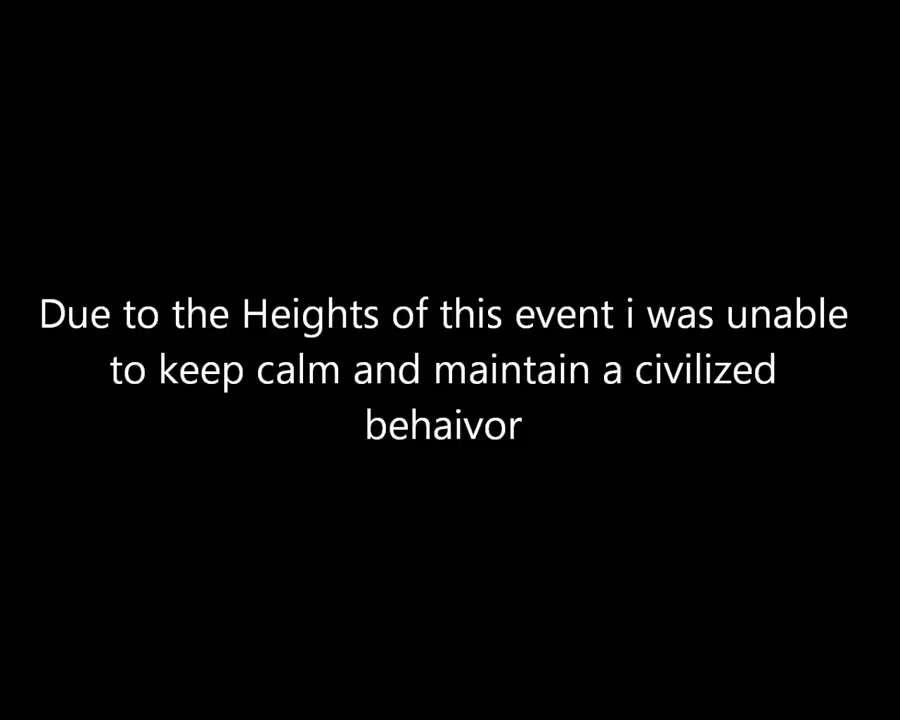 Due to the Heights of this event i was unable
to keep calm and maintain a civilized
behaivor